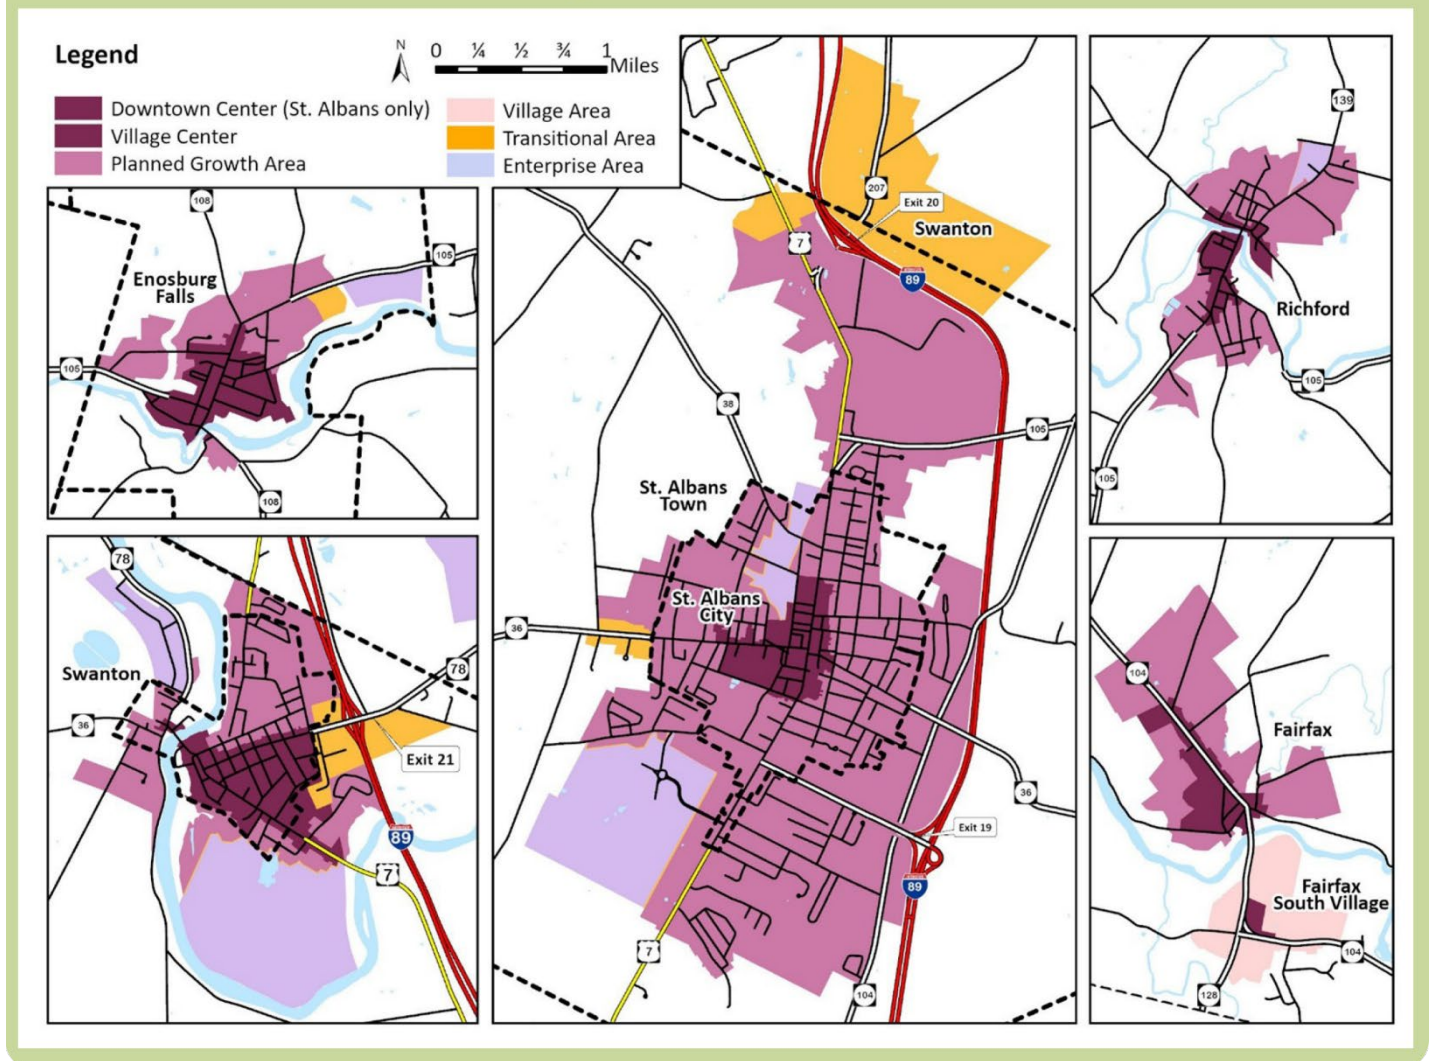 Legend
N
0 ¼ ½ ¾ 1
Miles
Downtown Center (St. Albans only)
Village Center
Planned Growth Area
Village Area
Transitional Area
Enterprise Area
108
105
Enosburg
Falls
105
108
78
Swanton
36
78
Exit 21
89
7
207
Exit 20
Swanton
7
89
38
105
St. Albans
Town
St. Albans
City
36
36
Exit 19
89
7
104
139
Richford
105
105
104
Fairfax
Fairfax
South Village
104
128